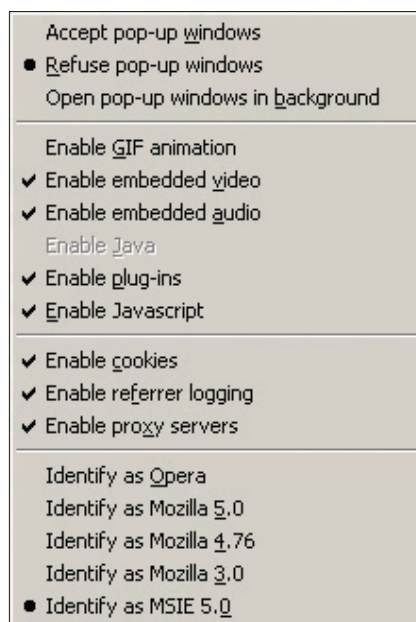 Accept pop-up windows
Refuse pop-up windows
Open pop-up windows in background
Enable GIF animation
Enable embedded video
Enable embedded audio
Enable Java
Enable plug-ins
Enable Javascript
Enable cookies
Enable referrer logging
Enable proxy servers
Identify as Opera
Identify as Mozilla 5.0
Identify as Mozilla 4.76
Identify as Mozilla 3.0
Identify as MSIE 5.0